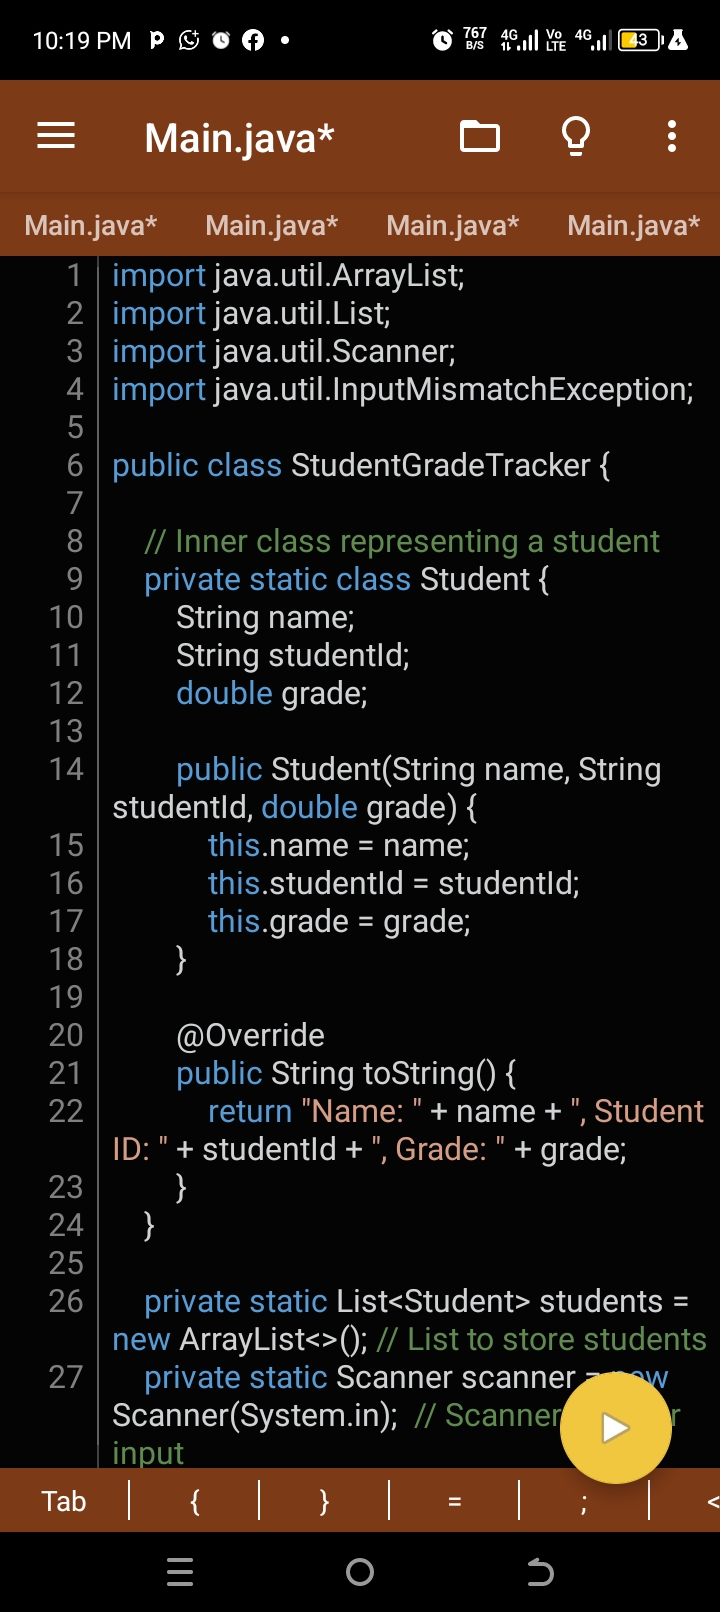 10:19 PM
767 B/S 4G Vo LTE 4G 43
Main.java*
Main.java* Main.java* Main.java* Main.java*
1 import java.util.ArrayList;
2 import java.util.List;
3 import java.util.Scanner;
4 import java.util.InputMismatchException;
5
6 public class StudentGradeTracker {
7
8 // Inner class representing a student
9 private static class Student {
10 String name;
11 String studentId;
12 double grade;
13
14 public Student(String name, String
studentId, double grade) {
15 this.name = name;
16 this.studentId = studentId;
17 this.grade = grade;
18 }
19
20 @Override
21 public String toString() {
22 return "Name: " + name + ", Student
ID: " + studentId + ", Grade: " + grade;
23 }
24 }
25
26 private static List<Student> students =
new ArrayList<>(); // List to store students
27 private static Scanner scanner = new
Scanner(System.in); // Scanner
input
Tab { } = ; <